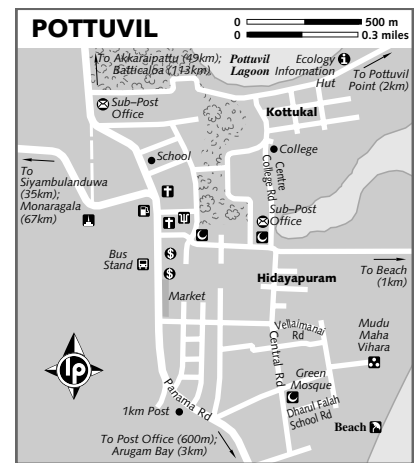 POTTUVIL
0 500 m
0 0.3 miles
To Akkaraipattu (49km);
Batticaloa (113km)
Pottuvil
Lagoon
Ecology
Information
Hut
To Pottuvil
Point (2km)
Sub–Post
Office
Kottukal
School
College
To
Siyambulanduwa
(35km);
Monaragala
(67km)
Centre
College Rd
Sub–Post
Office
Bus
Stand
$
$
Market
Hidayapuram
To Beach
(1km)
Vellaimanai
Rd
Mudu
Maha
Vihara
Central Rd
Green
Mosque
lp
Panama Rd
1km Post
Dharul Falah
School Rd
Beach
To Post Office (600m);
Arugam Bay (3km)